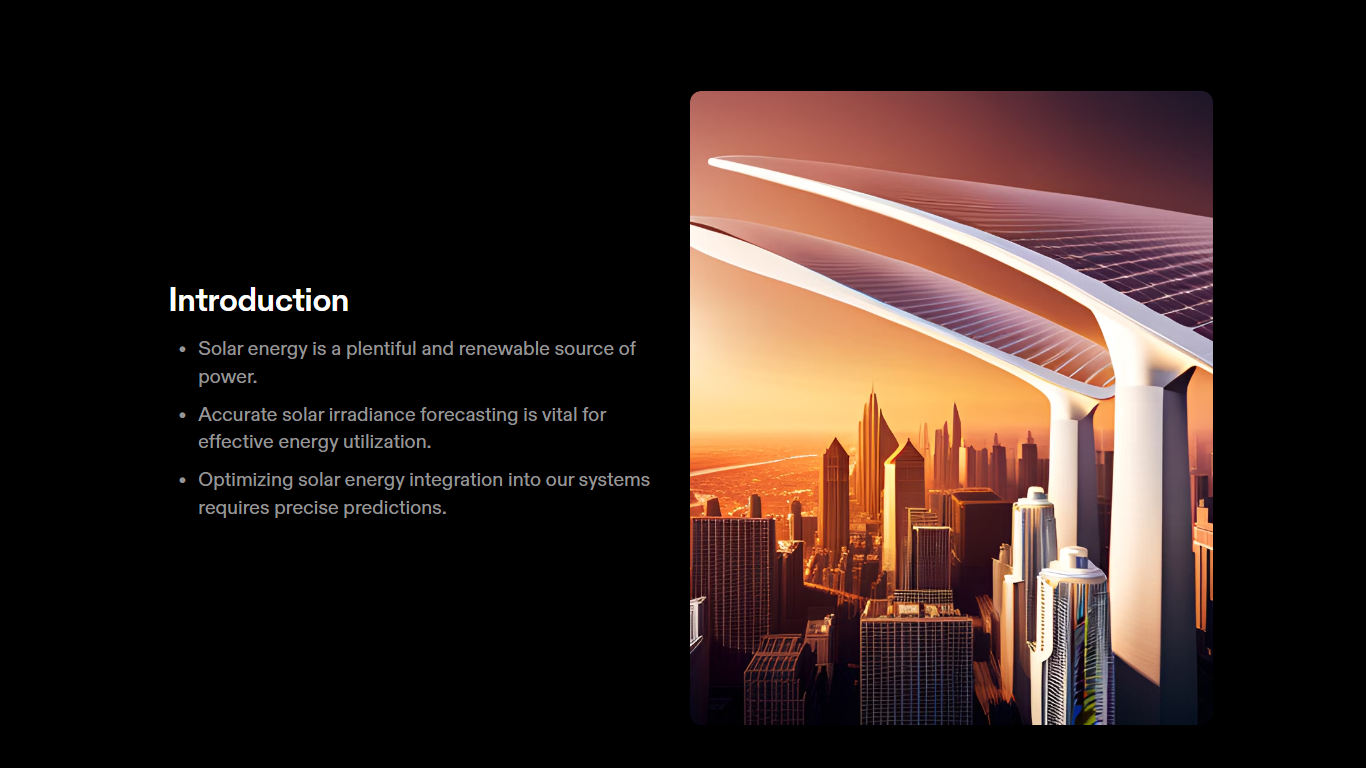 Introduction
• Solar energy is a plentiful and renewable source of
power.
• Accurate solar irradiance forecasting is vital for
effective energy utilization.
• Optimizing solar energy integration into our systems
requires precise predictions.